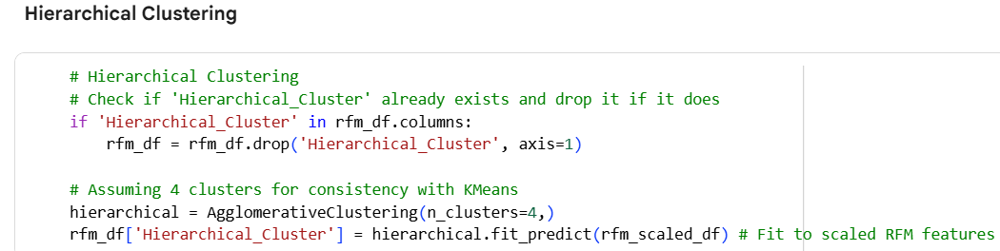 Hierarchical Clustering
# Hierarchical Clustering
# Check if 'Hierarchical_Cluster' already exists and drop it if it does
if 'Hierarchical_Cluster' in rfm_df.columns:
    rfm_df = rfm_df.drop('Hierarchical_Cluster', axis=1)
# Assuming 4 clusters for consistency with KMeans
hierarchical = AgglomerativeClustering(n_clusters=4,)
rfm_df['Hierarchical_Cluster'] = hierarchical.fit_predict(rfm_scaled_df) # Fit to scaled RFM features